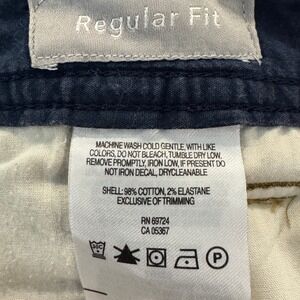 Regular Fit
MACHINE WASH COLD GENTLE, WITH LIKE
COLORS, DO NOT BLEACH, TUMBLE DRY LOW,
REMOVE PROMPTLY, IRON LOW, IF PRESENT DO
NOT IRON DECAL, DRYCLEANABLE
SHELL: 98% COTTON, 2% ELASTANE
EXCLUSIVE OF TRIMMING
RN 69724
CA 05367
P